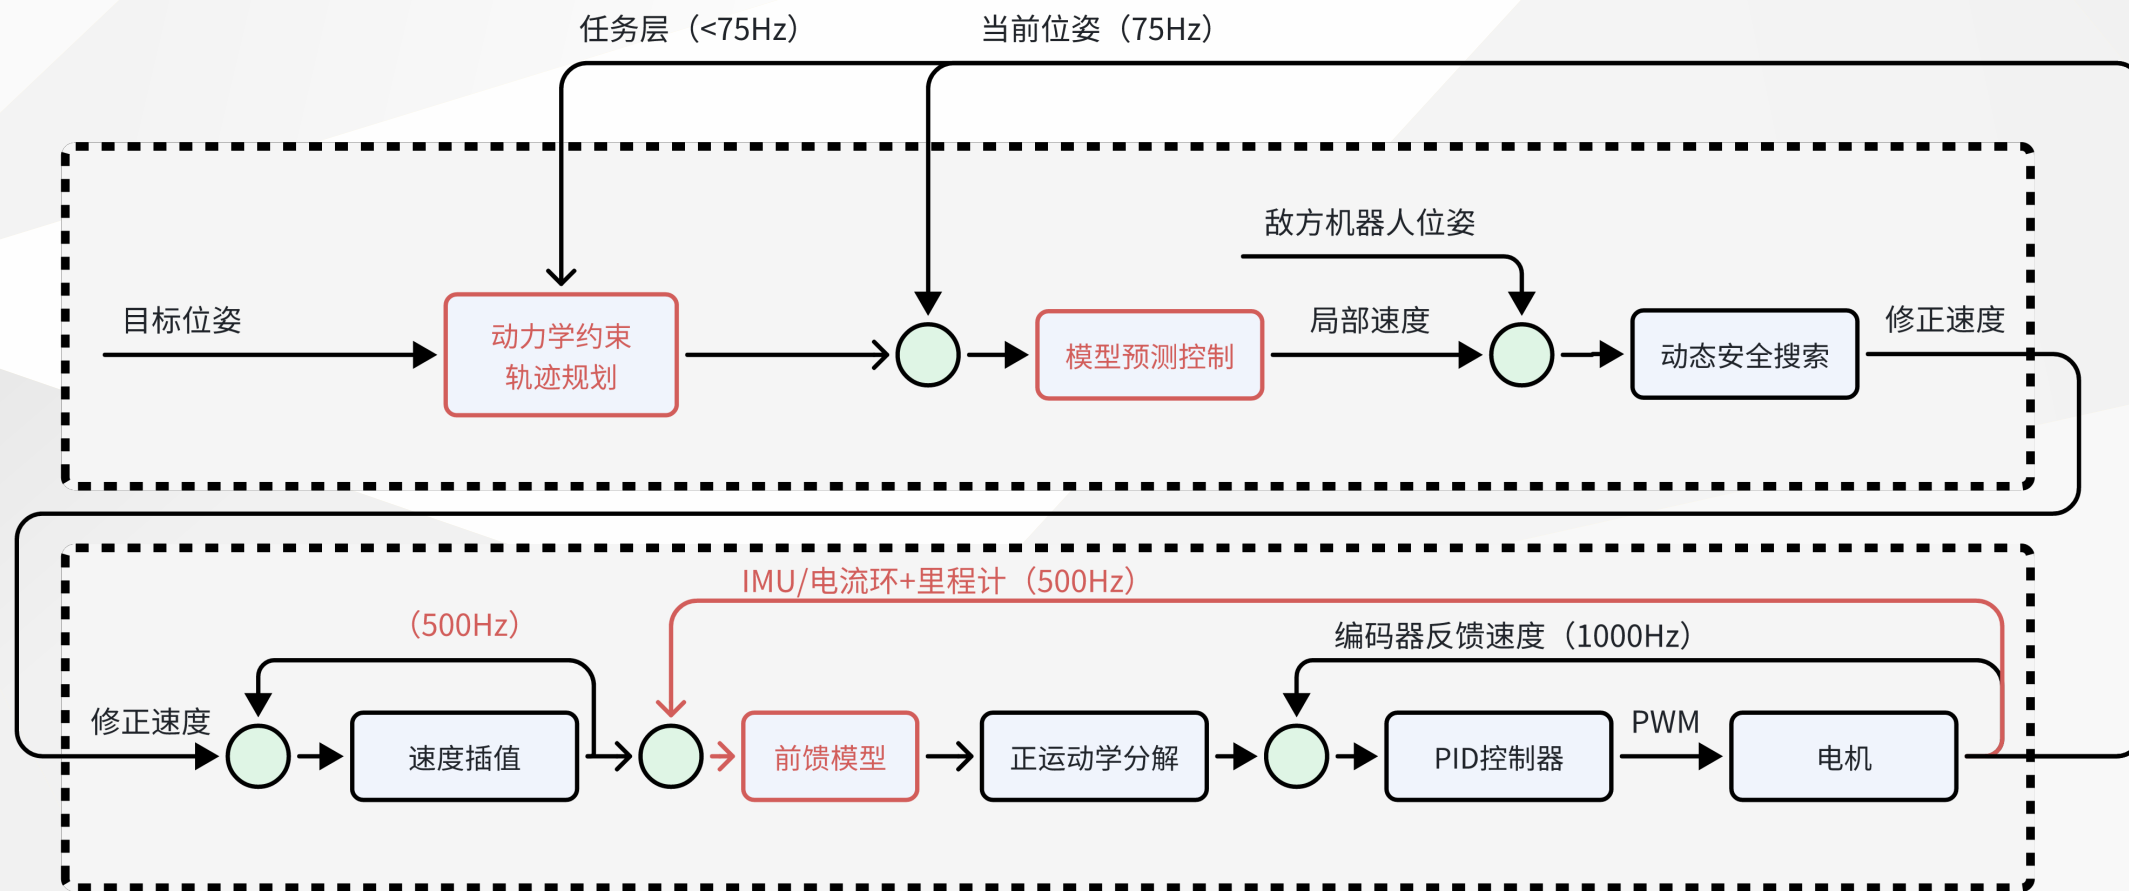 任务层（<75Hz）
当前位姿（75Hz）
敌方机器人位姿
目标位姿
动力学约束
轨迹规划
模型预测控制
局部速度
动态安全搜索
修正速度
IMU/电流环+里程计（500Hz）
（500Hz）
编码器反馈速度（1000Hz）
修正速度
速度插值
前馈模型
正运动学分解
PID控制器
PWM
电机